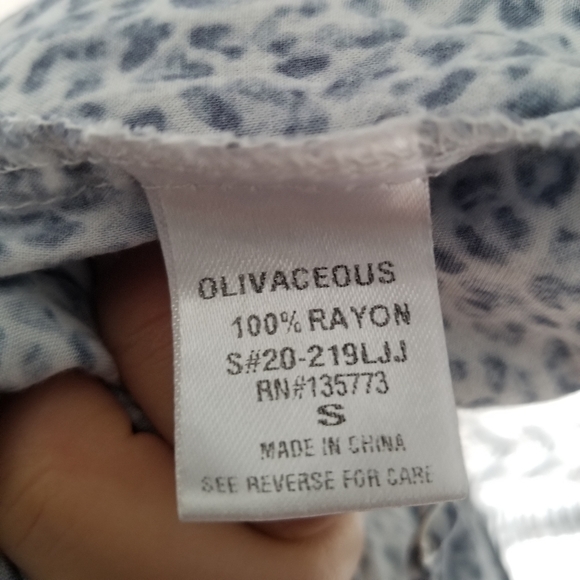 OLIVACEOUS
100% RAYON
S#20-219LJJ
RN#135773
S
MADE IN CHINA
SEE REVERSE FOR CARE